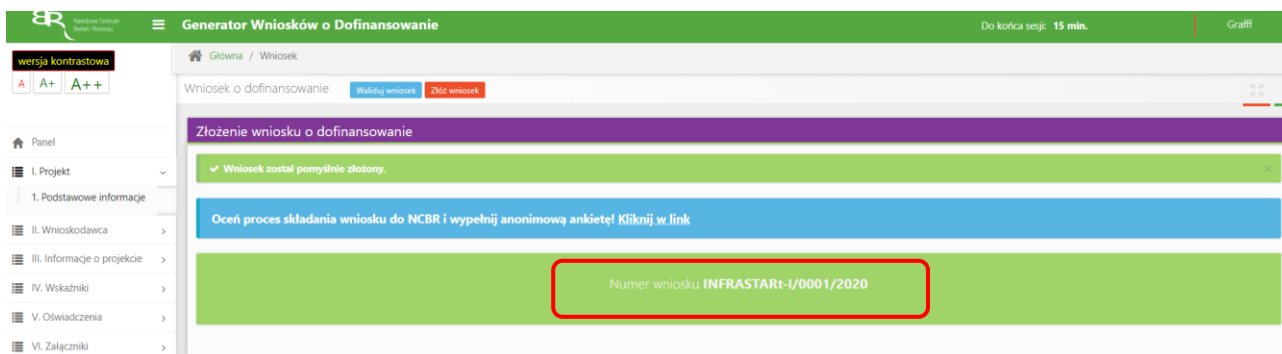 Narodowe Centrum
Badań i Rozwoju
Generator Wniosków o Dofinansowanie
Do końca sesji: 15 min.
Grafff
wersja kontrastowa
A A+ A++
Główna / Wniosek
Wniosek o dofinansowanie
Waliduj wniosek
Złóż wniosek
Złożenie wniosku o dofinansowanie
Wniosek został pomyślnie złożony.
Oceń proces składania wniosku do NCBR i wypełnij anonimową ankietę! Kliknij w link
Numer wniosku INFRASTARt-I/0001/2020
Panel
I. Projekt
1. Podstawowe informacje
II. Wnioskodawca
III. Informacje o projekcie
IV. Wskaźniki
V. Oświadczenia
VI. Załączniki